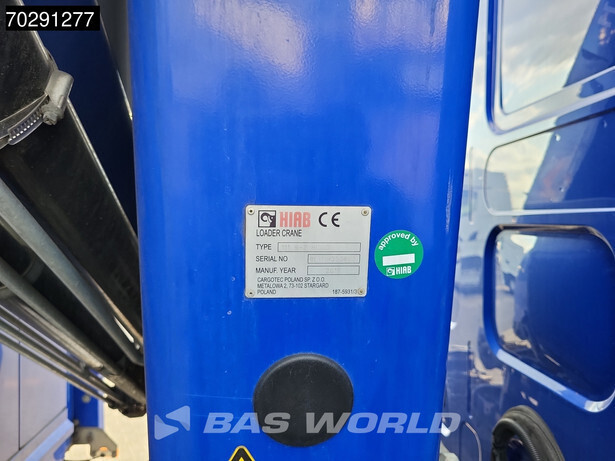 70291277
HIAB CE
LOADER CRANE
TYPE
SERIAL NO
MANUF. YEAR
CARGOTEC POLAND SP. Z O.O.
METALOWA 2, 73-102 STARGARD
POLAND
approved by
HIAB
BAS WORLD